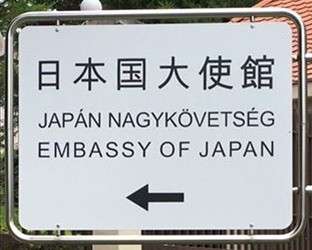 日本国大使館
JAPÁN NAGYKÖVETSÉG
EMBASSY OF JAPAN